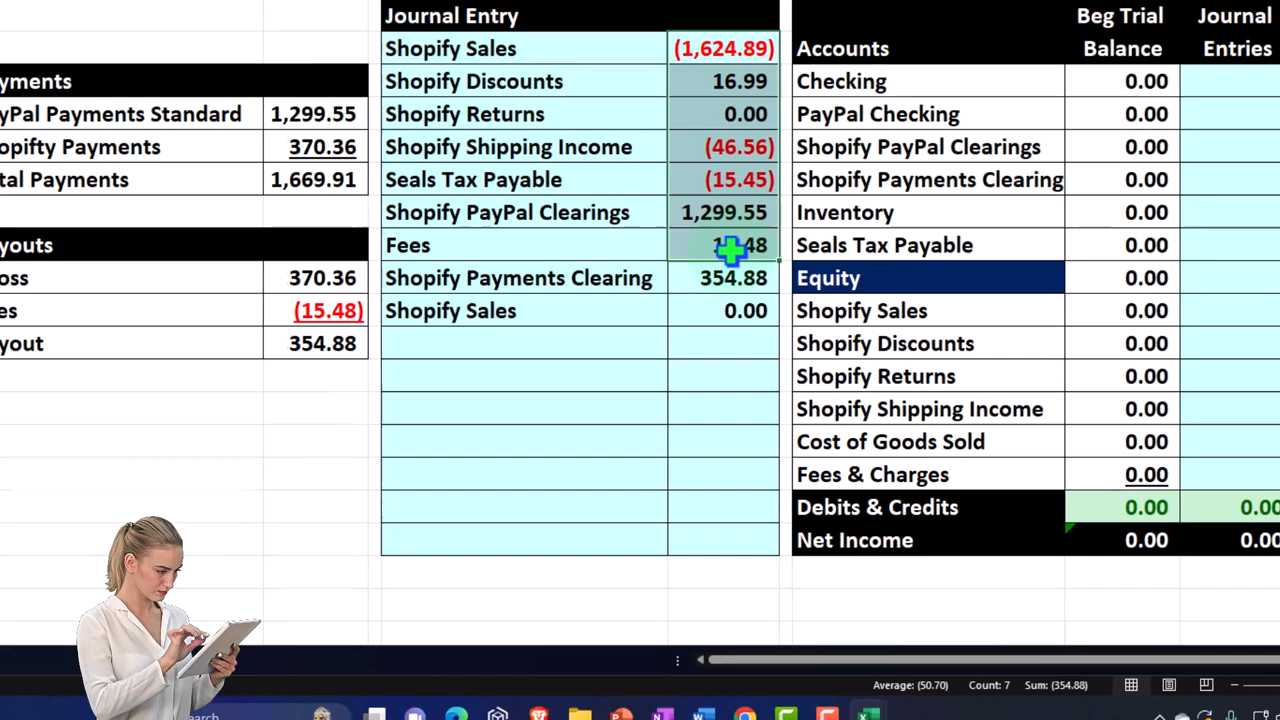 Journal Entry
Shopify Sales (1,624.89)
Shopify Discounts 16.99
Shopify Returns 0.00
Shopify Shipping Income (46.56)
Seals Tax Payable (15.45)
Shopify PayPal Clearings 1,299.55
Fees
Shopify Payments Clearing 354.88
Shopify Sales 0.00
yments
yPal Payments Standard 1,299.55
opifty Payments 370.36
tal Payments 1,669.91
youts
oss 370.36
es (15.48)
yout 354.88
Beg Trial Journal
Accounts Balance Entries
Checking 0.00
PayPal Checking 0.00
Shopify PayPal Clearings 0.00
Shopify Payments Clearing 0.00
Inventory 0.00
Seals Tax Payable 0.00
Equity 0.00
Shopify Sales 0.00
Shopify Discounts 0.00
Shopify Returns 0.00
Shopify Shipping Income 0.00
Cost of Goods Sold 0.00
Fees & Charges 0.00
Debits & Credits 0.00 0.00
Net Income 0.00 0.00
Average: (50.70) Count: 7 Sum: (354.88)
earch